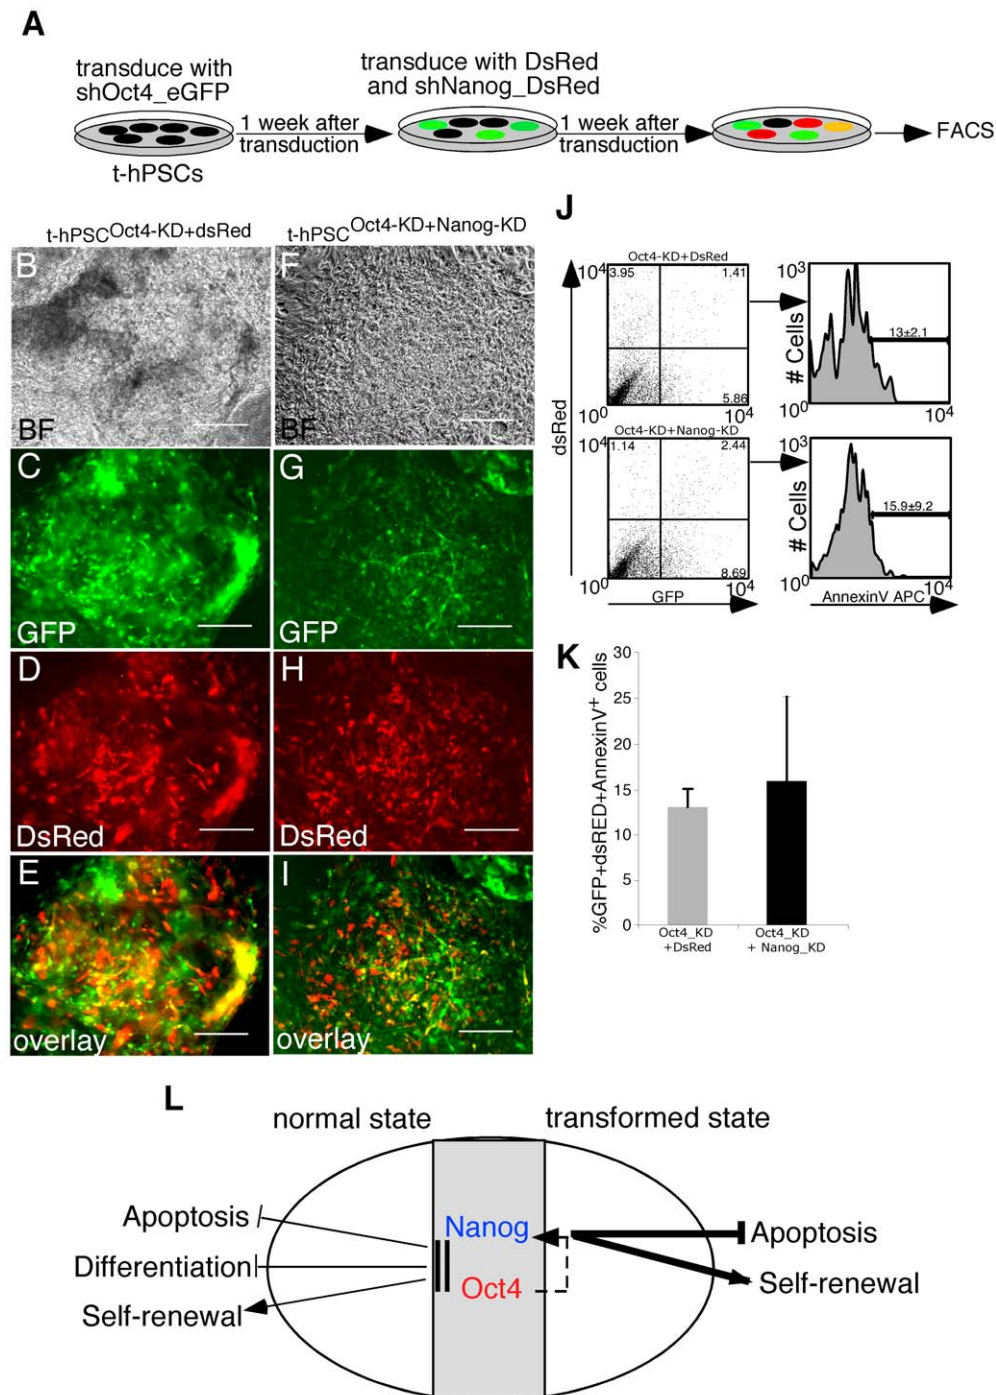 A
transduce with
shOct4_eGFP
t-hPSCs
1 week after
transduction
transduce with DsRed
and shNanog_DsRed
1 week after
transduction
FACS
t-hPSC Oct4-KD+dsRed
t-hPSC Oct4-KD+Nanog-KD
B
BF
F
BF
C
GFP
G
GFP
D
DsRed
H
DsRed
E
overlay
I
overlay
J
Oct4-KD+DsRed
10^4
3.95
1.41
5.86
10^0
10^4
10^3
13±2.1
# Cells
10^0
10^4
dsRed
Oct4-KD+Nanog-KD
10^4
1.14
2.44
8.69
10^0
10^4
GFP
10^3
15.9±9.2
# Cells
10^0
10^4
AnnexinV APC
K
%GFP+dsRED+AnnexinV+ cells
30
25
20
15
10
5
0
Oct4_KD
+DsRed
Oct4_KD
+ Nanog_KD
L
normal state
transformed state
Apoptosis
Differentiation
Self-renewal
Nanog
Oct4
Apoptosis
Self-renewal